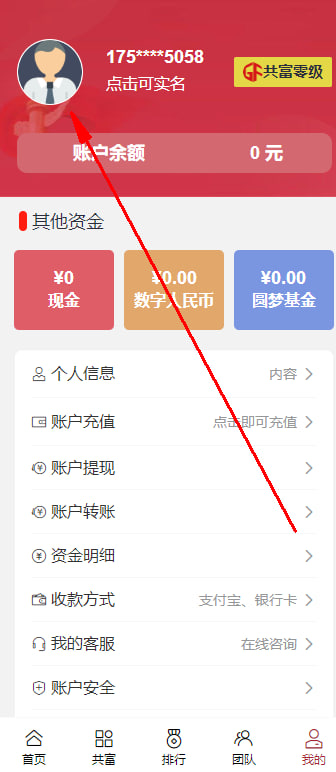 175****5058
点击可实名
共富零级
账户余额 0 元
其他资金
¥0 ¥0.00 ¥0.00
现金 数字人民币 圆梦基金
个人信息 内容
账户充值 点击即可充值
账户提现
账户转账
资金明细
收款方式 支付宝、银行卡
我的客服 在线咨询
账户安全
首页 共富 排行 团队 我的